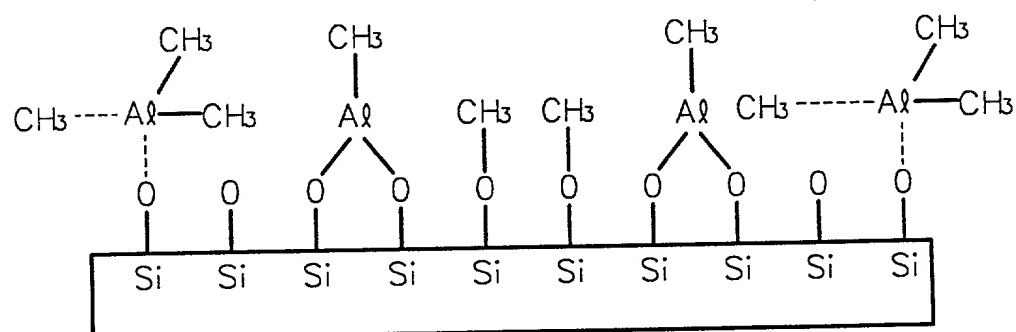 CH3 CH3 CH3 CH3
CH3 Al CH3 Al CH3 CH3 Al CH3 Al CH3
O O O O O O O O O O
Si Si Si Si Si Si Si Si Si Si